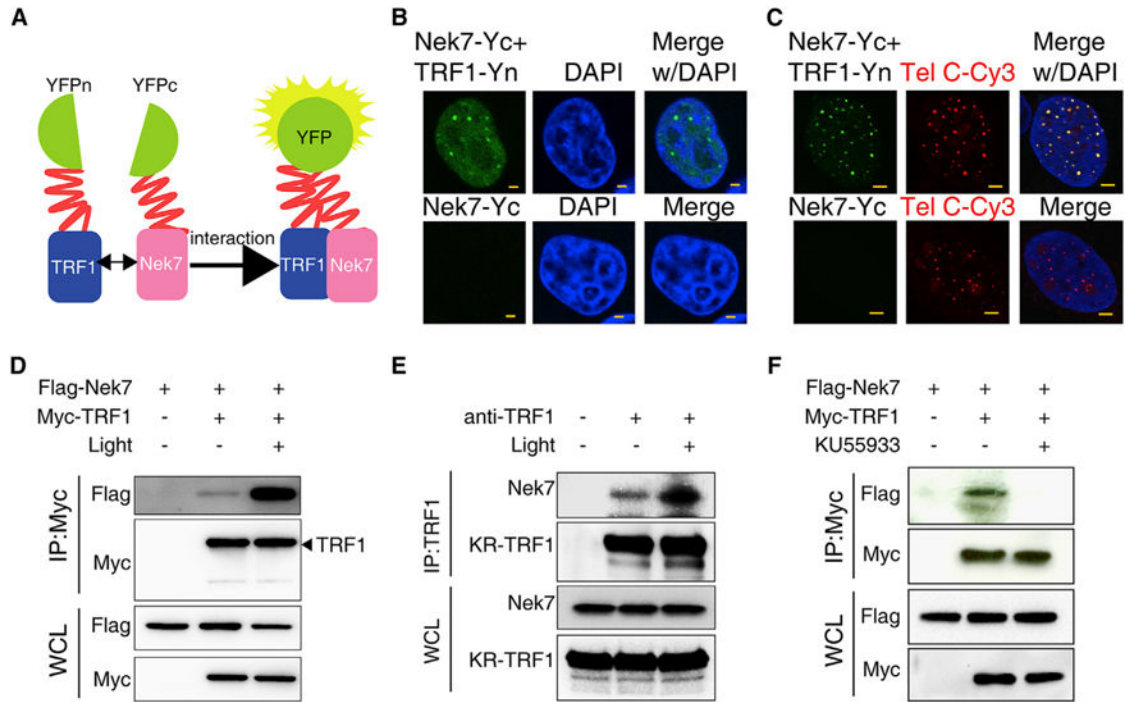 A
YFPn YFPc
YFP
interaction
TRF1 Nek7 TRF1 Nek7
B
Nek7-Yc+ Merge
TRF1-Yn DAPI w/DAPI
Nek7-Yc DAPI Merge
C
Nek7-Yc+ Merge
TRF1-Yn Tel C-Cy3 w/DAPI
Nek7-Yc Tel C-Cy3 Merge
D
Flag-Nek7 + + +
Myc-TRF1 - + +
Light - - +
IP:Myc
Flag
Myc
TRF1
WCL
Flag
Myc
E
anti-TRF1 - + +
Light - - +
IP:TRF1
Nek7
KR-TRF1
WCL
Nek7
KR-TRF1
F
Flag-Nek7 + + +
Myc-TRF1 - + +
KU55933 - - +
IP:Myc
Flag
Myc
WCL
Flag
Myc